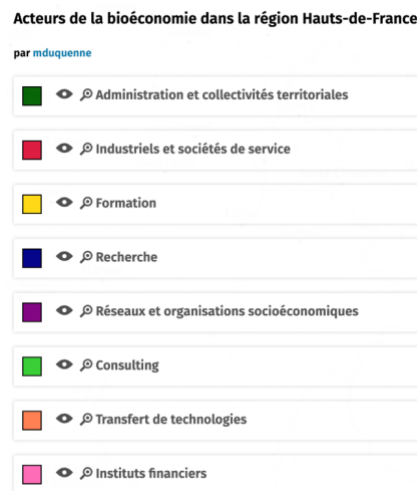 Acteurs de la bioéconomie dans la région Hauts-de-France
par mduquenne
Administration et collectivités territoriales
Industriels et sociétés de service
Formation
Recherche
Réseaux et organisations socioéconomiques
Consulting
Transfert de technologies
Instituts financiers